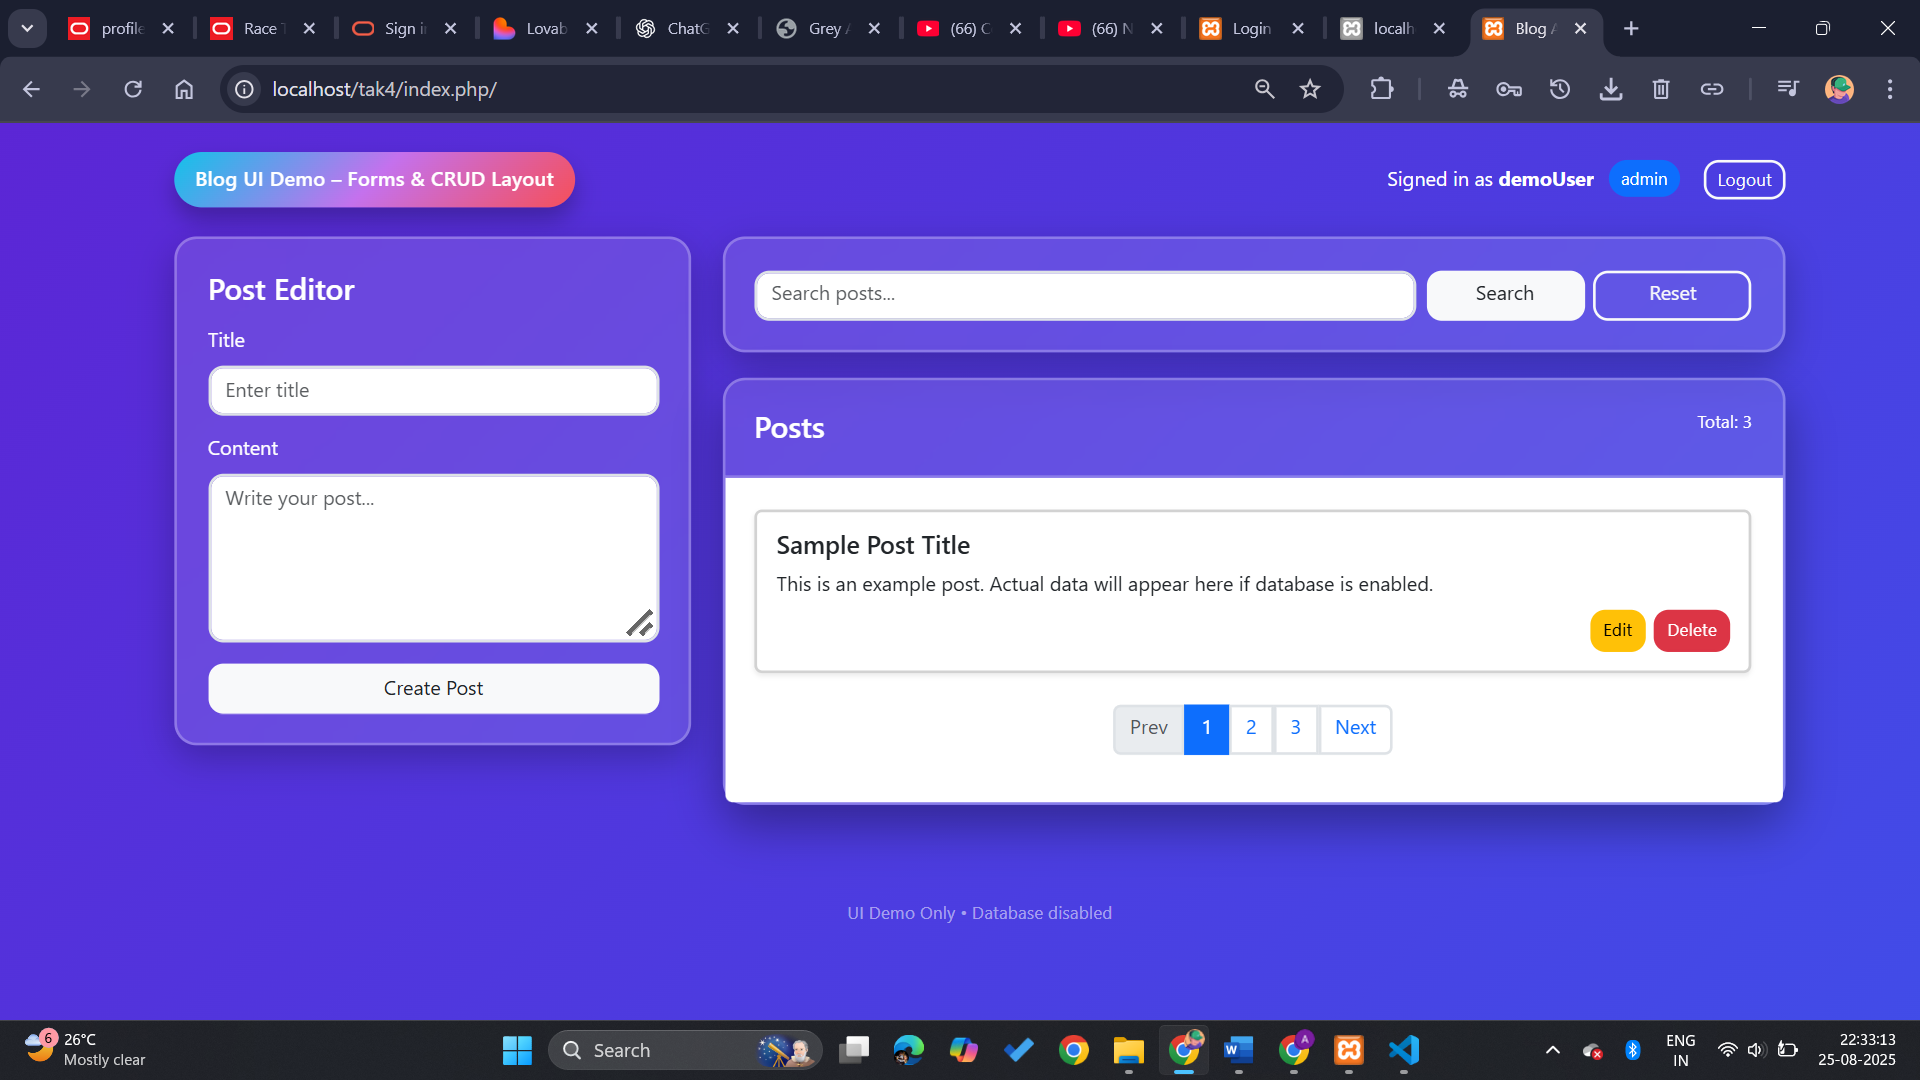 profile
Race T
Sign in
Lovab
ChatG
Grey A
(66) C
(66) N
Login
localh
Blog A
localhost/tak4/index.php/
Blog UI Demo – Forms & CRUD Layout
Signed in as demoUser admin Logout
Post Editor
Title
Enter title
Content
Write your post...
Create Post
Search posts...
Search
Reset
Posts
Total: 3
Sample Post Title
This is an example post. Actual data will appear here if database is enabled.
Edit
Delete
Prev 1 2 3 Next
UI Demo Only • Database disabled
6
26°C
Mostly clear
Search
W
A
ENG
IN
22:33:13
25-08-2025